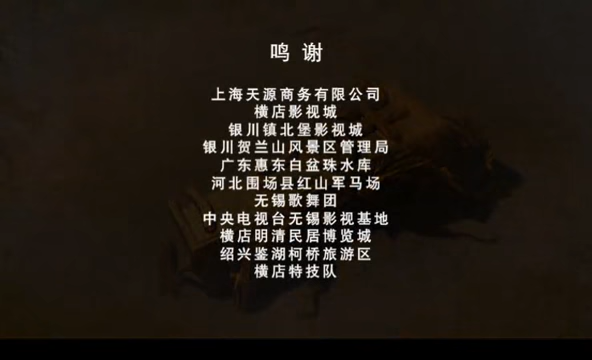 鸣 谢
上海天源商务有限公司
横店影视城
银川镇北堡影视城
银川贺兰山风景区管理局
广东惠东白盆珠水库
河北围场县红山军马场
无锡歌舞团
中央电视台无锡影视基地
横店明清民居博览城
绍兴鉴湖柯桥旅游区
横店特技队